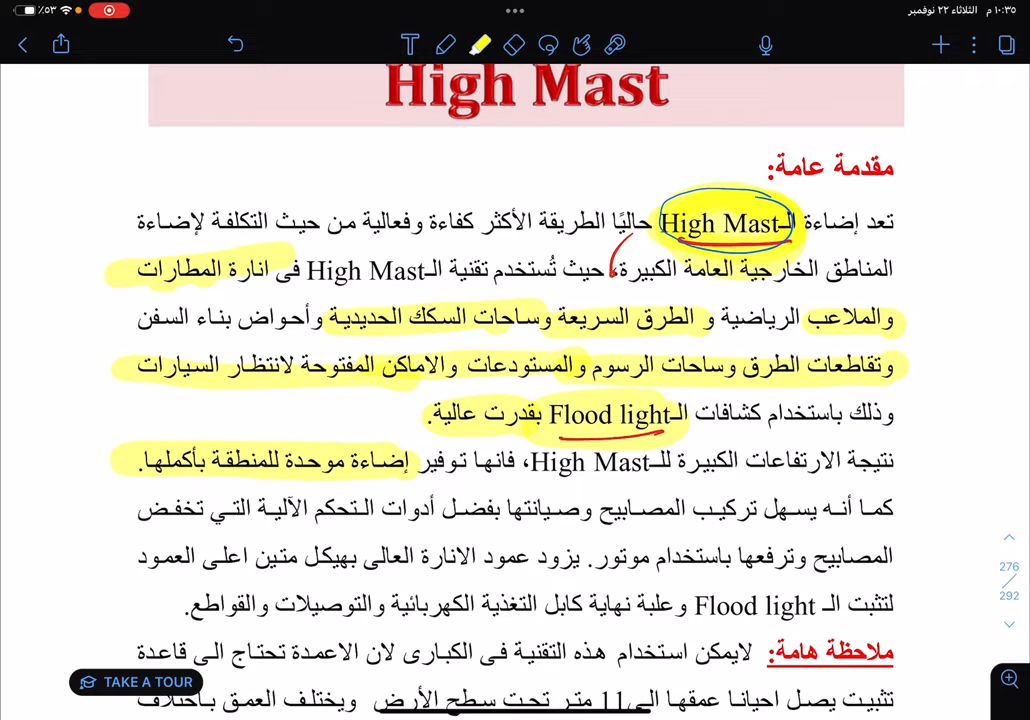 ١٠:٣٥ م الثلاثاء ٢٢ نوفمبر
٥٣٪
High Mast
مقدمة عامة:
تعد إضاءة الـHigh Mast حاليًا الطريقة الأكثر كفاءة وفعالية من حيث التكلفة لإضاءة
المناطق الخارجية العامة الكبيرة، حيث تُستخدم تقنية الـHigh Mast فى انارة المطارات
والملاعب الرياضية و الطرق السريعة وساحات السكك الحديدية وأحواض بناء السفن
وتقاطعات الطرق وساحات الرسوم والمستودعات والاماكن المفتوحة لانتظار السيارات
وذلك باستخدام كشافات الـFlood light بقدرت عالية.
نتيجة الارتفاعات الكبيرة للـHigh Mast، فانها توفير إضاءة موحدة للمنطقة بأكملها.
كما أنه يسهل تركيب المصابيح وصيانتها بفضل أدوات التحكم الآلية التي تخفض
المصابيح وترفعها باستخدام موتور. يزود عمود الانارة العالى بهيكل متين اعلى العمود
لتثبت الـ Flood light وعلبة نهاية كابل التغذية الكهربائية والتوصيلات والقواطع.
ملاحظة هامة: لايمكن استخدام هذه التقنية فى الكبارى لان الاعمدة تحتاج الى قاعدة
تثبيت يصل احيانا عمقها الى11 متر تحت سطح الأرض ويختلف العمق باختلاف
276
292
TAKE A TOUR